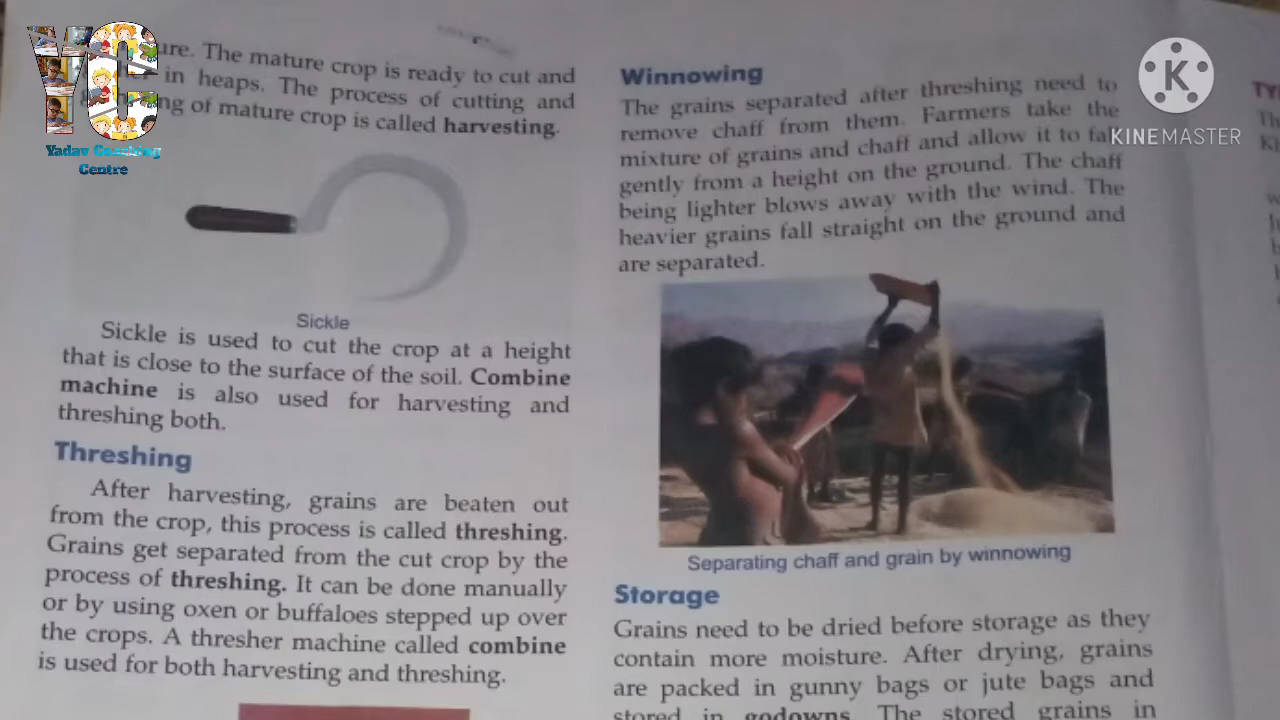 YC
Yadav Coaching
Centre
K
KINEMASTER
ure. The mature crop is ready to cut and
in heaps. The process of cutting and
ng of mature crop is called harvesting.
Sickle
Sickle is used to cut the crop at a height
that is close to the surface of the soil. Combine
machine is also used for harvesting and
threshing both.
Threshing
After harvesting, grains are beaten out
from the crop, this process is called threshing.
Grains get separated from the cut crop by the
process of threshing. It can be done manually
or by using oxen or buffaloes stepped up over
the crops. A thresher machine called combine
is used for both harvesting and threshing.
Winnowing
The grains separated after threshing need to
remove chaff from them. Farmers take the
mixture of grains and chaff and allow it to fall
gently from a height on the ground. The chaff
being lighter blows away with the wind. The
heavier grains fall straight on the ground and
are separated.
Separating chaff and grain by winnowing
Storage
Grains need to be dried before storage as they
contain more moisture. After drying, grains
are packed in gunny bags or jute bags and
stored in godowns. The stored grains in